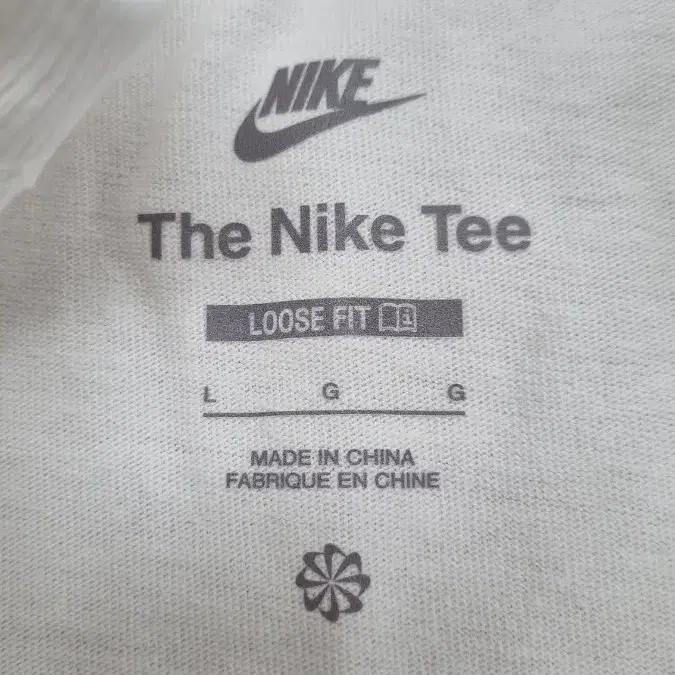 NIKE
The Nike Tee
LOOSE FIT
L G G
MADE IN CHINA
FABRIQUE EN CHINE